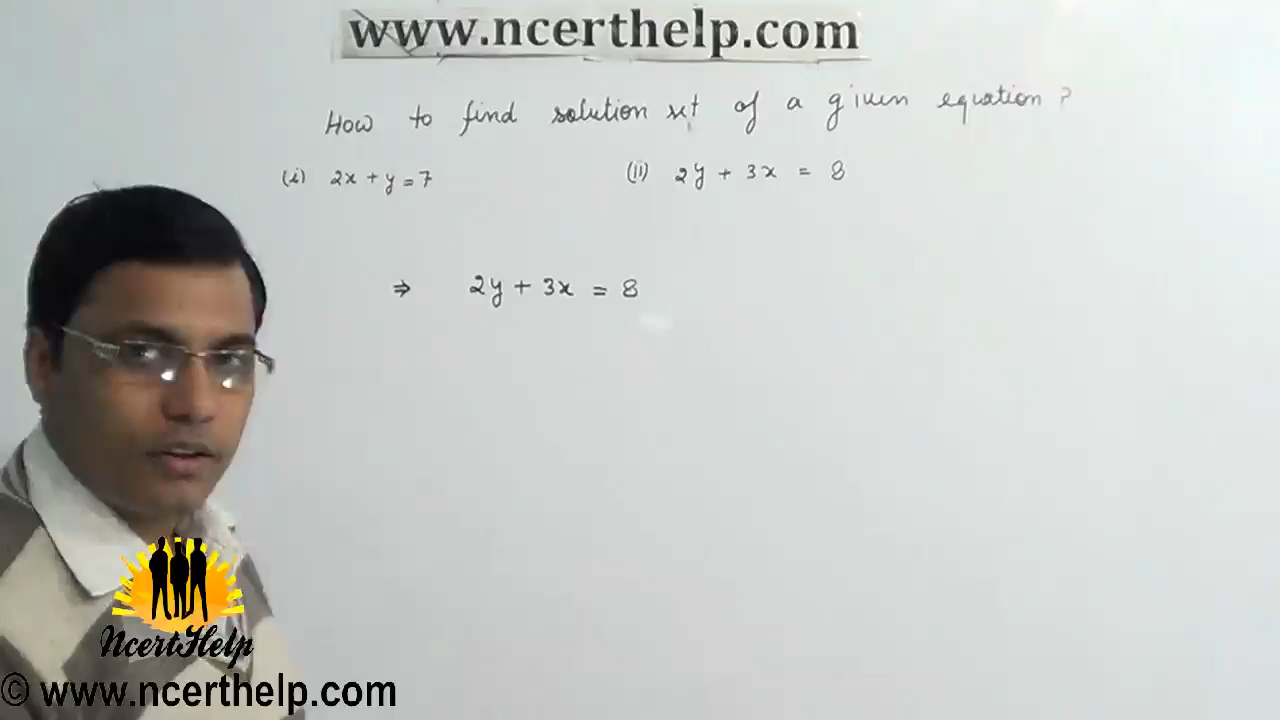 www.ncerthelp.com
How to find solution set of a given equation?
(i) 2x + y = 7 (ii) 2y + 3x = 8
⇒ 2y + 3x = 8
NcertHelp
© www.ncerthelp.com